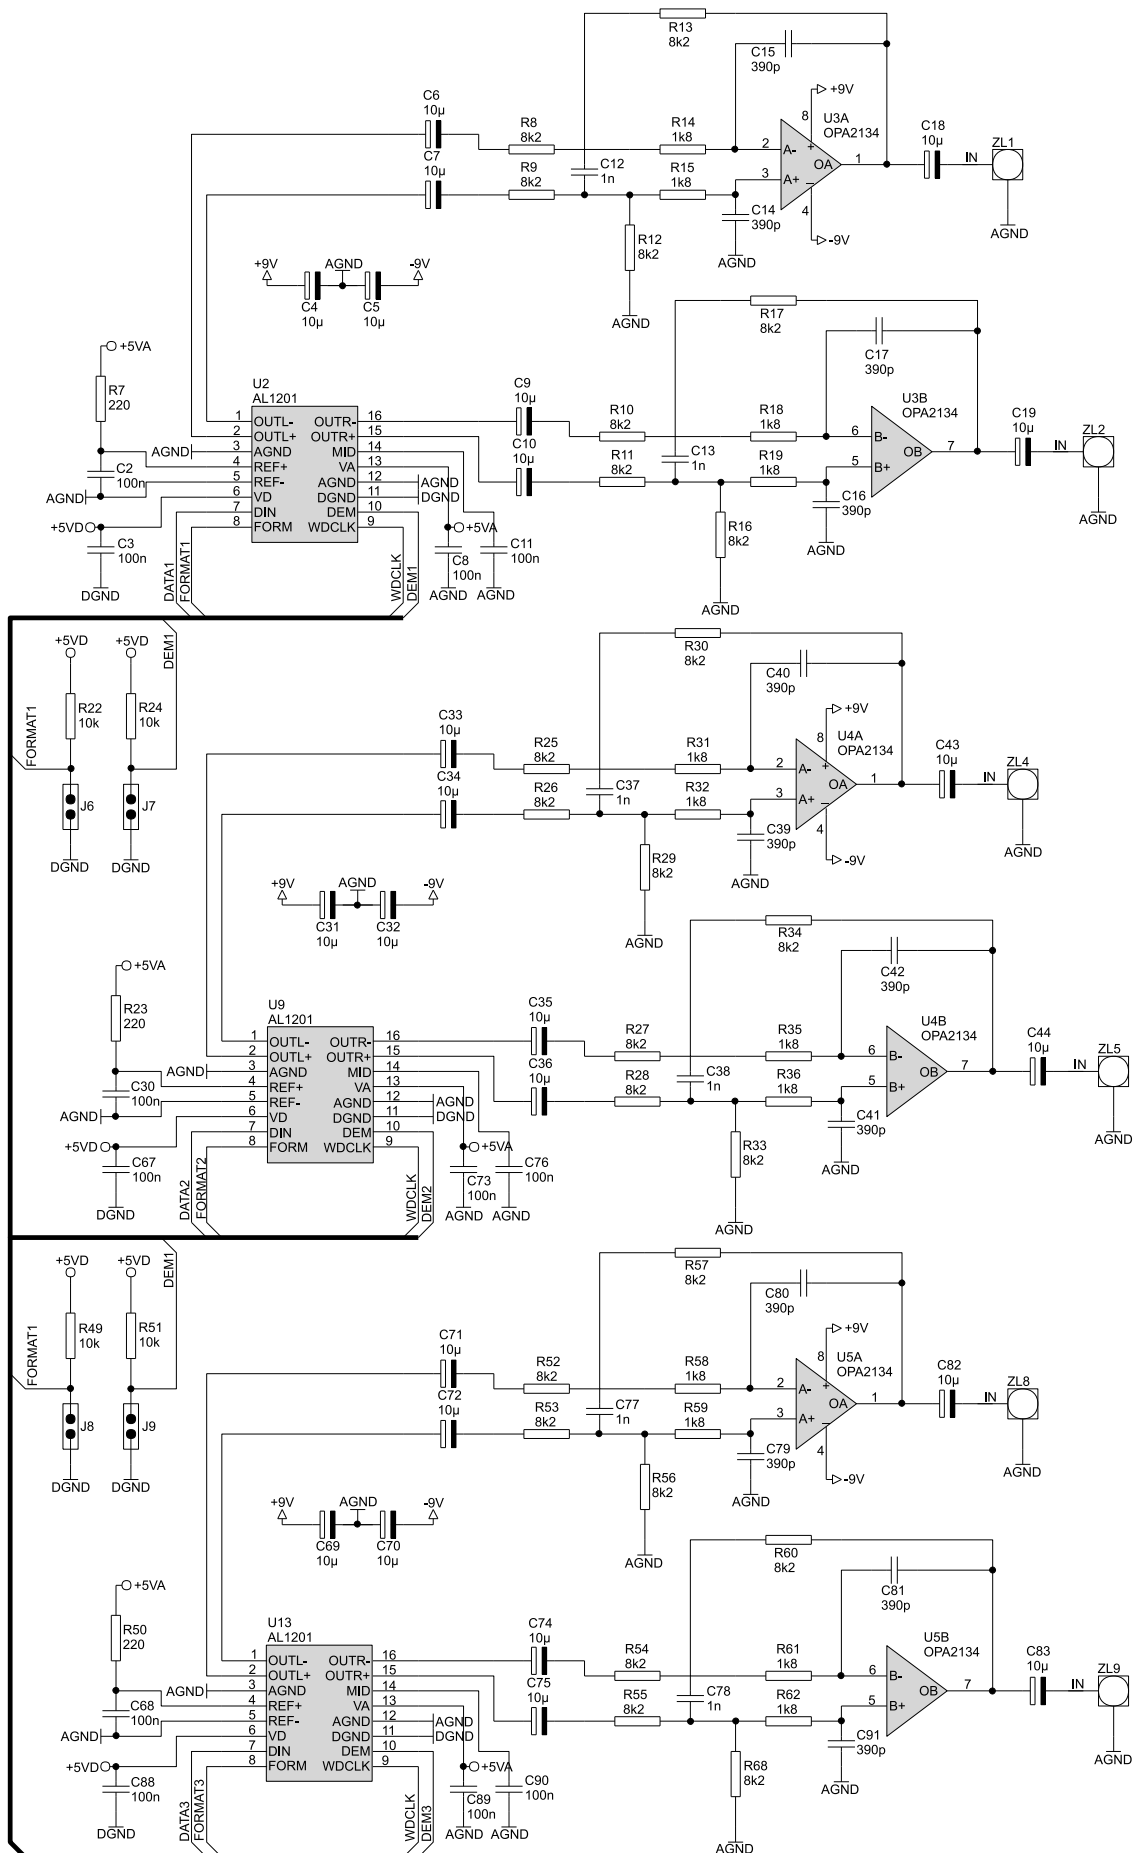 R13
8k2
C15
390p
+9V
C6
10µ
R8
8k2
R14
1k8
8
U3A
OPA2134
C18
10µ
IN
ZL1
2
A-
+
OA
1
C7
10µ
R9
8k2
C12
1n
R15
1k8
3
A+
–
4
C14
390p
-9V
AGND
R12
8k2
AGND
AGND
+9V
AGND
-9V
C4
10µ
C5
10µ
R17
8k2
C17
390p
+5VA
R7
220
U2
AL1201
C9
10µ
R10
8k2
R18
1k8
U3B
OPA2134
C19
10µ
IN
ZL2
6
B-
OB
7
C10
10µ
R11
8k2
C13
1n
R19
1k8
5
B+
C16
390p
AGND
R16
8k2
AGND
AGND
1 OUTL- OUTR- 16
2 OUTL+ OUTR+ 15
AGND 3 AGND MID 14
4 REF+ VA 13
5 REF- AGND 12 AGND
6 VD DGND 11 DGND
7 DIN DEM 10
8 FORM WDCLK 9
C2
100n
AGND
+5VD
C3
100n
DGND
+5VA
C8
100n
AGND
C11
100n
AGND
DATA1
FORMAT1
WDCLK
DEM1
+5VD
+5VD
DEM1
R22
10k
R24
10k
FORMAT1
J6
J7
DGND
DGND
R30
8k2
C40
390p
+9V
C33
10µ
R25
8k2
R31
1k8
8
U4A
OPA2134
C43
10µ
IN
ZL4
2
A-
+
OA
1
C34
10µ
R26
8k2
C37
1n
R32
1k8
3
A+
–
4
C39
390p
-9V
AGND
R29
8k2
AGND
AGND
+9V
AGND
-9V
C31
10µ
C32
10µ
R34
8k2
C42
390p
+5VA
R23
220
U9
AL1201
C35
10µ
R27
8k2
R35
1k8
U4B
OPA2134
C44
10µ
IN
ZL5
6
B-
OB
7
C36
10µ
R28
8k2
C38
1n
R36
1k8
5
B+
C41
390p
AGND
R33
8k2
AGND
AGND
1 OUTL- OUTR- 16
2 OUTL+ OUTR+ 15
AGND 3 AGND MID 14
4 REF+ VA 13
5 REF- AGND 12 AGND
6 VD DGND 11 DGND
7 DIN DEM 10
8 FORM WDCLK 9
C30
100n
AGND
+5VD
C67
100n
DGND
+5VA
C73
100n
AGND
C76
100n
AGND
DATA2
FORMAT2
WDCLK
DEM2
+5VD
+5VD
DEM1
R49
10k
R51
10k
FORMAT1
J8
J9
DGND
DGND
R57
8k2
C80
390p
+9V
C71
10µ
R52
8k2
R58
1k8
8
U5A
OPA2134
C82
10µ
IN
ZL8
2
A-
+
OA
1
C72
10µ
R53
8k2
C77
1n
R59
1k8
3
A+
–
4
C79
390p
-9V
AGND
R56
8k2
AGND
AGND
+9V
AGND
-9V
C69
10µ
C70
10µ
R60
8k2
C81
390p
+5VA
R50
220
U13
AL1201
C74
10µ
R54
8k2
R61
1k8
U5B
OPA2134
C83
10µ
IN
ZL9
6
B-
OB
7
C75
10µ
R55
8k2
C78
1n
R62
1k8
5
B+
C91
390p
AGND
R68
8k2
AGND
AGND
1 OUTL- OUTR- 16
2 OUTL+ OUTR+ 15
AGND 3 AGND MID 14
4 REF+ VA 13
5 REF- AGND 12 AGND
6 VD DGND 11 DGND
7 DIN DEM 10
8 FORM WDCLK 9
C68
100n
AGND
+5VD
C88
100n
DGND
+5VA
C89
100n
AGND
C90
100n
AGND
DATA3
FORMAT3
WDCLK
DEM3